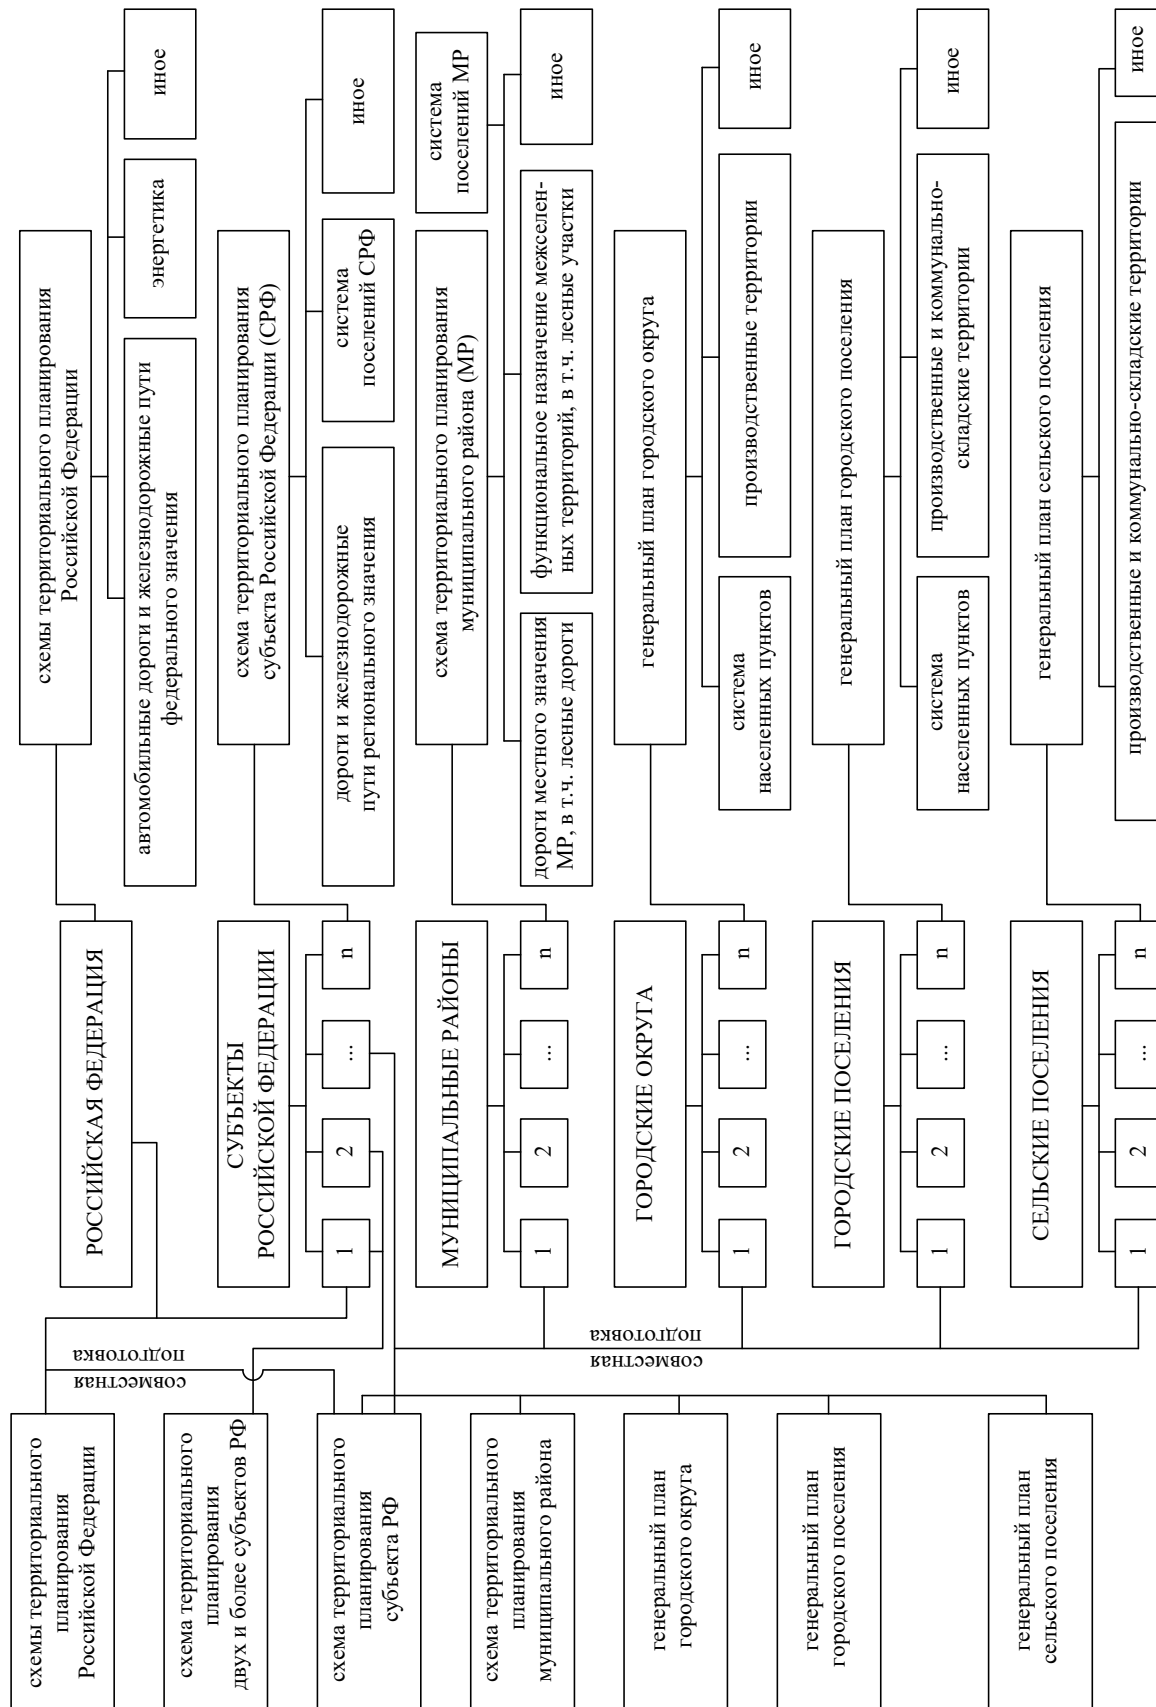 схемы территориального
планирования
Российской Федерации
схема территориального
планирования
двух и более субъектов РФ
схема территориального
планирования
субъекта РФ
схема территориального
планирования
муниципального района
генеральный план
городского округа
генеральный план
городского поселения
генеральный план
сельского поселения
совместная
подготовка
совместная
подготовка
РОССИЙСКАЯ ФЕДЕРАЦИЯ
схемы территориального планирования
Российской Федерации
автомобильные дороги и железнодорожные пути
федерального значения
энергетика
иное
СУБЪЕКТЫ
РОССИЙСКОЙ ФЕДЕРАЦИИ
1
2
...
n
схема территориального планирования
субъекта Российской Федерации (СРФ)
дороги и железнодорожные
пути регионального значения
система
поселений СРФ
иное
МУНИЦИПАЛЬНЫЕ РАЙОНЫ
1
2
...
n
схема территориального планирования
муниципального района (МР)
система
поселений МР
дороги местного значения
МР, в т.ч. лесные дороги
функциональное назначение межселен-
ных территорий, в т.ч. лесные участки
иное
ГОРОДСКИЕ ОКРУГА
1
2
...
n
генеральный план городского округа
система
населенных пунктов
производственные территории
иное
ГОРОДСКИЕ ПОСЕЛЕНИЯ
1
2
...
n
генеральный план городского поселения
система
населенных пунктов
производственные и коммунально-
складские территории
иное
СЕЛЬСКИЕ ПОСЕЛЕНИЯ
1
2
...
n
генеральный план сельского поселения
производственные и коммунально-складские территории
иное